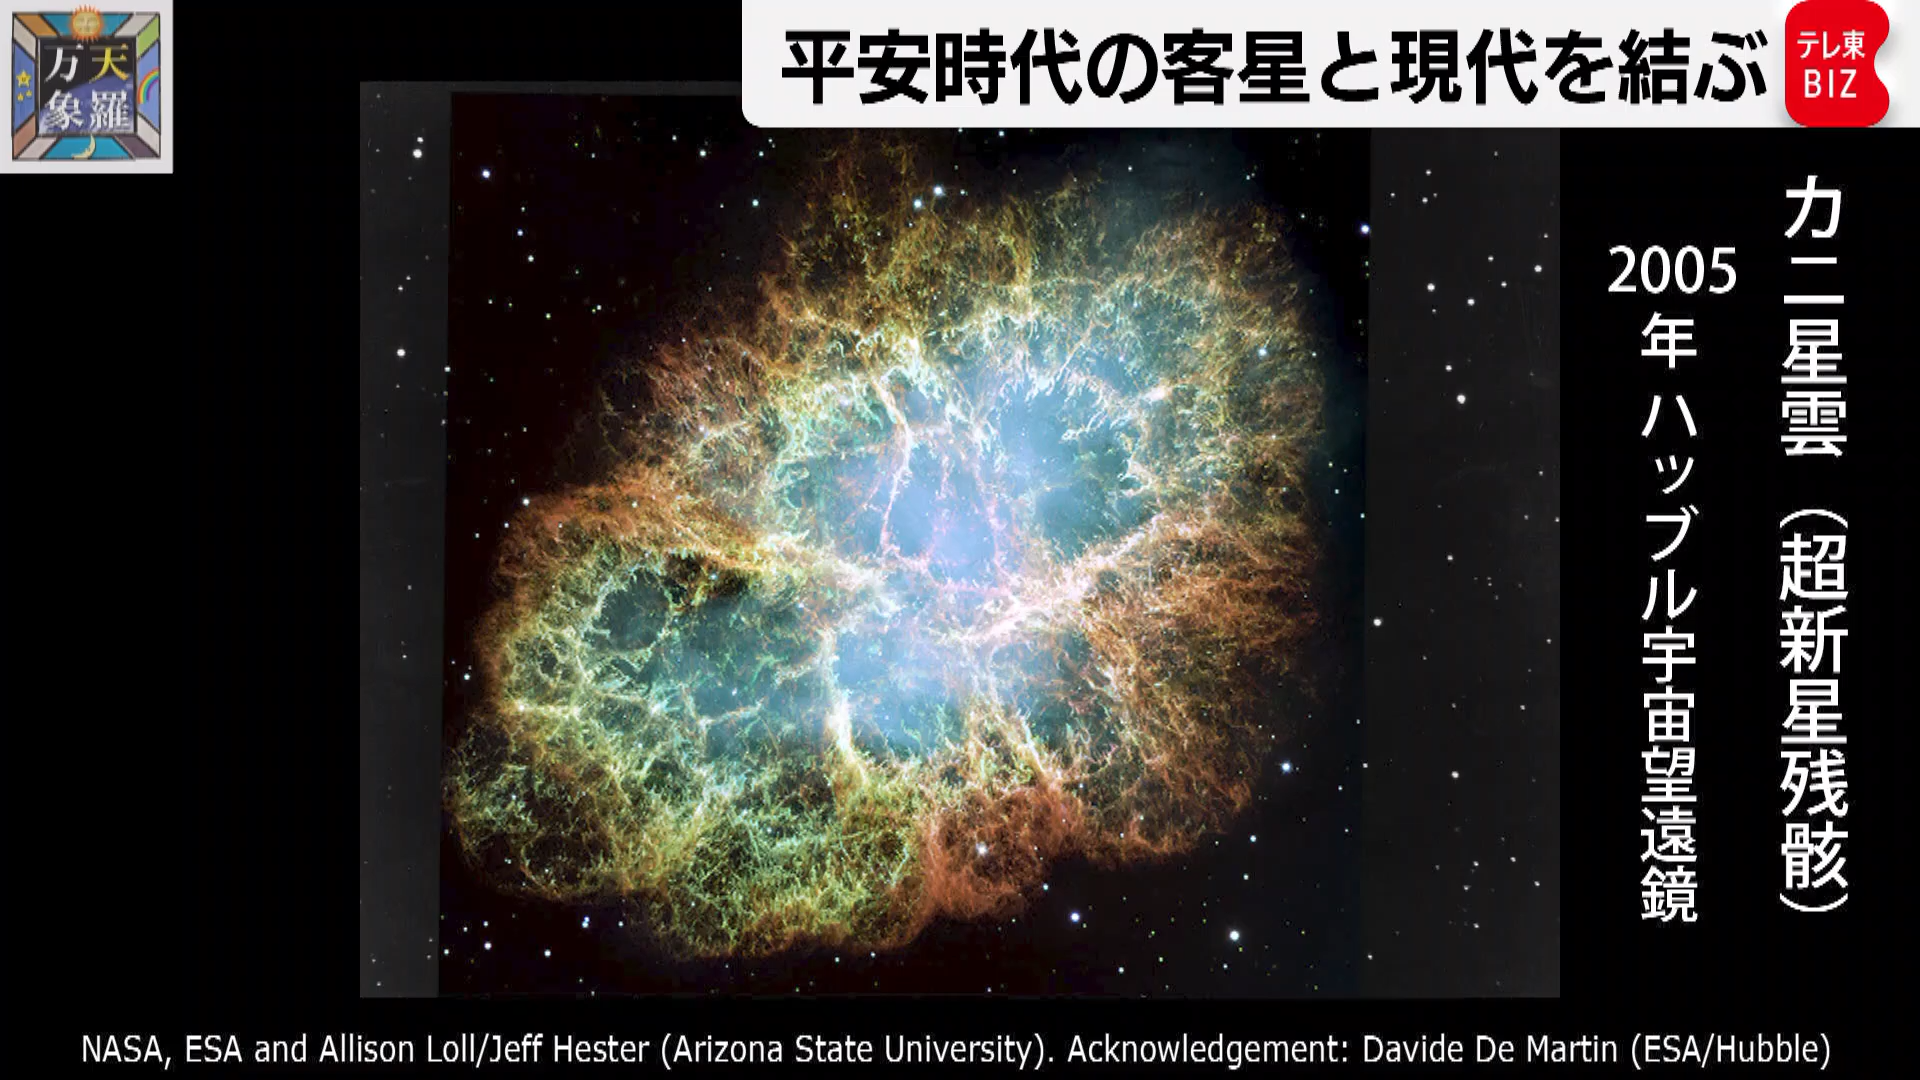 天羅
万象
平安時代の客星と現代を結ぶ
テレ東
BIZ
カニ星雲（超新星残骸）
2005年 ハッブル宇宙望遠鏡
NASA, ESA and Allison Loll/Jeff Hester (Arizona State University). Acknowledgement: Davide De Martin (ESA/Hubble)